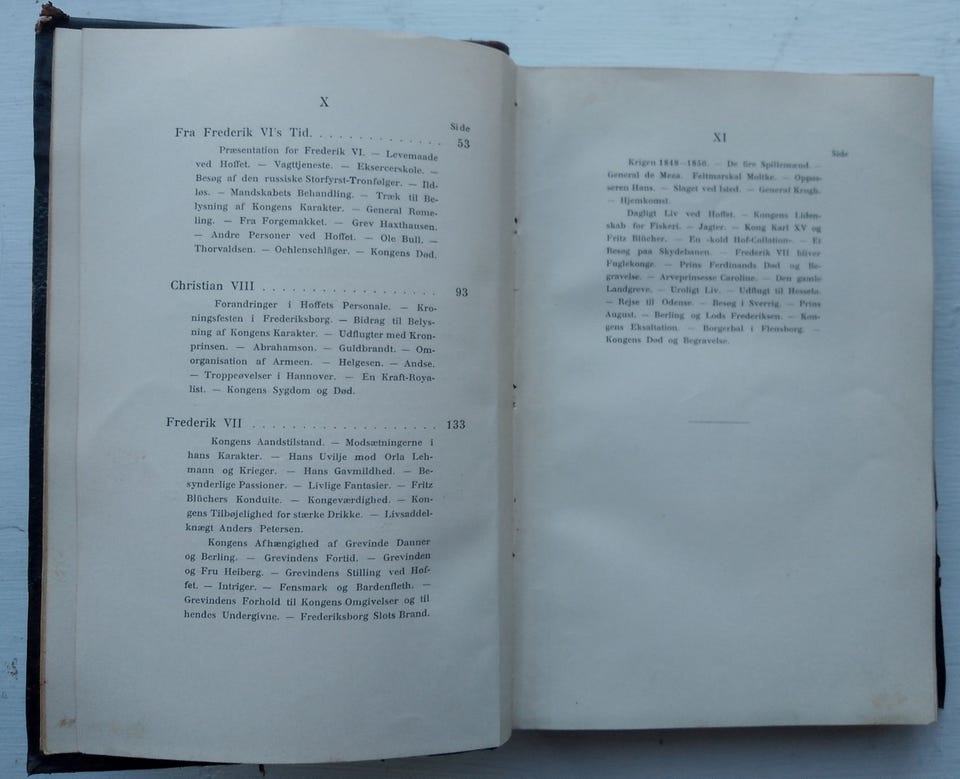 X
Side
Fra Frederik VI's Tid. . . . . . . . . . . . . 53
Præsentation for Frederik VI. — Levemaade
ved Hoffet. — Vagttjeneste. — Eksercerskole. —
Besøg af den russiske Storfyrst-Tronfølger. — Ild-
løs. — Mandskabets Behandling. — Træk til Be-
lysning af Kongens Karakter. — General Rome-
ling. — Fra Forgemakket. — Grev Haxthausen.
— Andre Personer ved Hoffet. — Ole Bull. —
Thorvaldsen. — Oehlenschläger. — Kongens Død.
Christian VIII . . . . . . . . . . . . . . . . . . 93
Forandringer i Hoffets Personale. — Kro-
ningsfesten i Frederiksborg. — Bidrag til Belys-
ning af Kongens Karakter. — Udflugter med Kron-
prinsen. — Abrahamson. — Guldbrandt. — Om-
organisation af Armeen. — Helgesen. — Andse.
— Troppeøvelser i Hannover. — En Kraft-Roya-
list. — Kongens Sygdom og Død.
Frederik VII . . . . . . . . . . . . . . . . . . . 133
Kongens Aandstilstand. — Modsætningerne i
hans Karakter. — Hans Uvilje mod Orla Leh-
mann og Krieger. — Hans Gavmildhed. — Be-
synderlige Passioner. — Livlige Fantasier. — Fritz
Blüchers Konduite. — Kongeværdighed. — Kon-
gens Tilbøjelighed for stærke Drikke. — Livsaddel-
knægt Anders Petersen.
Kongens Afhængighed af Grevinde Danner
og Berling. — Grevindens Fortid. — Grevinden
og Fru Heiberg. — Grevindens Stilling ved Hof-
fet. — Intriger. — Fensmark og Bardenfleth. —
Grevindens Forhold til Kongens Omgivelser og til
hendes Undergivne. — Frederiksborg Slots Brand.
XI
Side
Krigen 1848—1850. — De fire Spillemænd. —
General de Meza. Feltmarskal Moltke. — Oppas-
seren Hans. — Slaget ved Isted. — General Krogh.
— Hjemkomst.
Dagligt Liv ved Hoffet. — Kongens Liden-
skab for Fiskeri. — Jagter. — Kong Karl XV og
Fritz Blücher. — En »kold Hof-Collation«. — Et
Besøg paa Skydebanen. — Frederik VII bliver
Fuglekonge. — Prins Ferdinands Død og Be-
gravelse. — Arveprinsesse Caroline. — Den gamle
Landgreve. — Uroligt Liv. — Udflugt til Hosseln.
— Rejse til Odense. — Besøg i Sverrig. — Prins
August. — Berling og Lods Frederiksen. — Kon-
gens Eksaltation. — Borgerbal i Flensborg. —
Kongens Død og Begravelse.